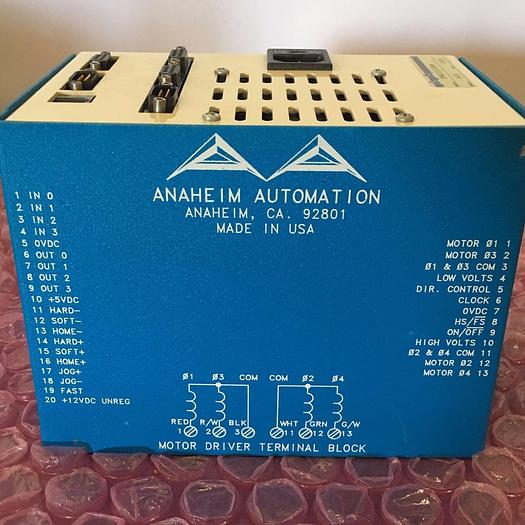 ANAHEIM AUTOMATION
ANAHEIM, CA. 92801
MADE IN USA
1 IN 0
2 IN 1
3 IN 2
4 IN 3
5 0VDC
6 OUT 0
7 OUT 1
8 OUT 2
9 OUT 3
10 +5VDC
11 HARD-
12 SOFT-
13 HOME-
14 HARD+
15 SOFT+
16 HOME+
17 JOG+
18 JOG-
19 FAST
20 +12VDC UNREG
MOTOR Ø1 1
MOTOR Ø3 2
Ø1 & Ø3 COM 3
LOW VOLTS 4
DIR. CONTROL 5
CLOCK 6
0VDC 7
HS/FS 8
ON/OFF 9
HIGH VOLTS 10
Ø2 & Ø4 COM 11
MOTOR Ø2 12
MOTOR Ø4 13
Ø1 Ø3 COM COM Ø2 Ø4
RED R/W BLK WHT GRN G/W
1 2 3 11 12 13
MOTOR DRIVER TERMINAL BLOCK